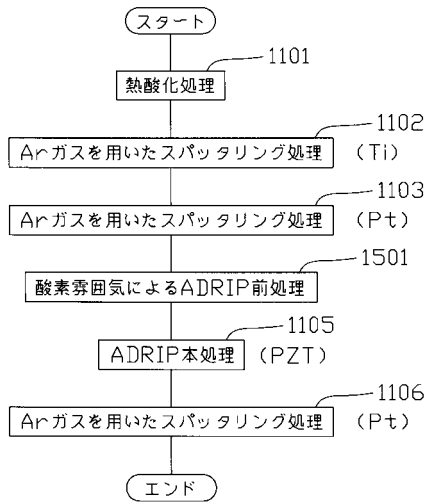 スタート
1101
熱酸化処理
1102
Arガスを用いたスパッタリング処理 (Ti)
1103
Arガスを用いたスパッタリング処理 (Pt)
1501
酸素雰囲気によるADRIP前処理
1105
ADRIP本処理 (PZT)
1106
Arガスを用いたスパッタリング処理 (Pt)
エンド